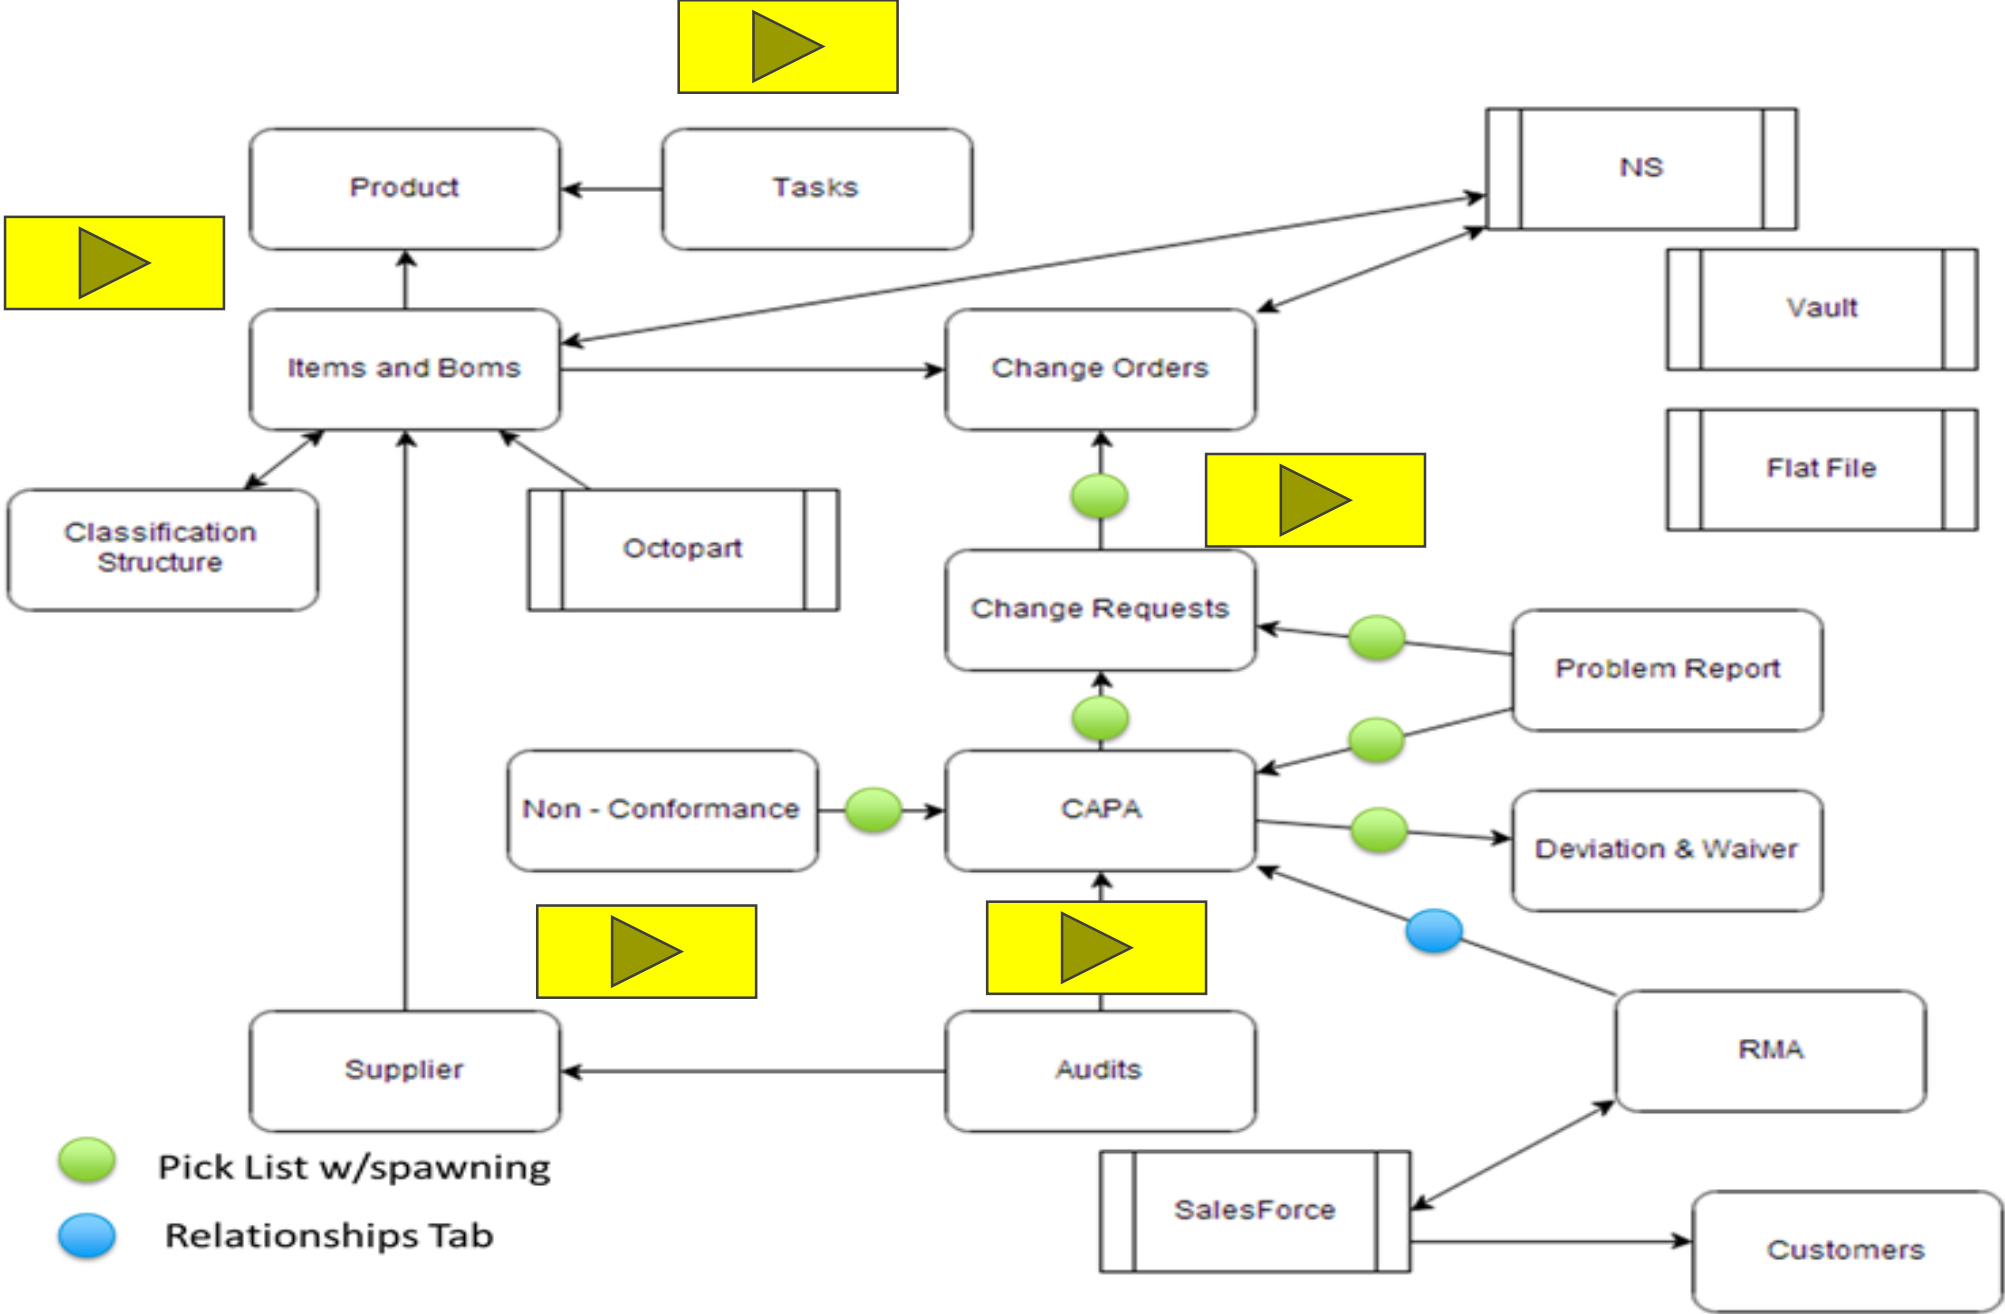 Product
Tasks
NS
Vault
Items and Boms
Change Orders
Flat File
Classification
Structure
Octopart
Change Requests
Problem Report
Non - Conformance
CAPA
Deviation & Waiver
RMA
Supplier
Audits
Pick List w/spawning
SalesForce
Relationships Tab
Customers